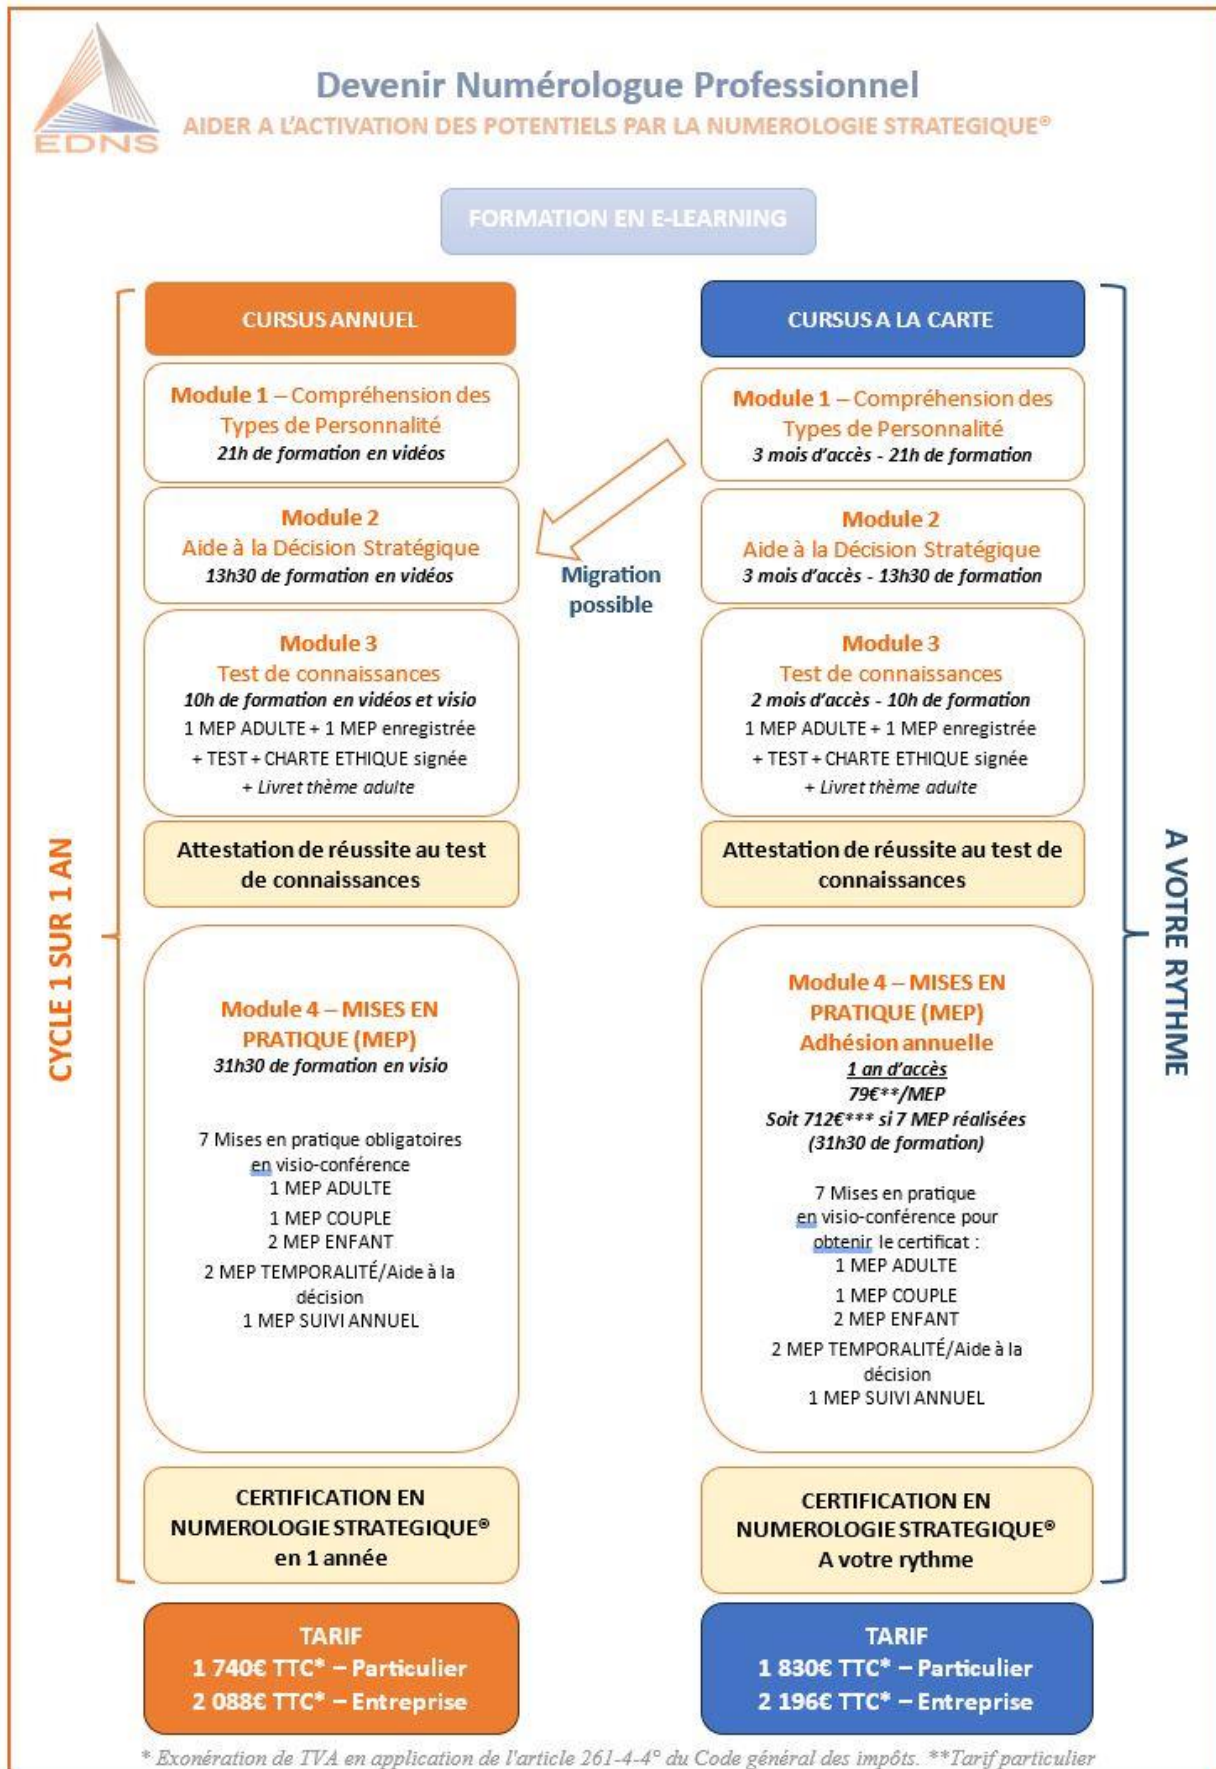 EDNS
Devenir Numérologue Professionnel
AIDER A L'ACTIVATION DES POTENTIELS PAR LA NUMEROLOGIE STRATEGIQUE®
FORMATION EN E-LEARNING
CYCLE 1 SUR 1 AN
CURSUS ANNUEL
Module 1 – Compréhension des
Types de Personnalité
21h de formation en vidéos
Module 2
Aide à la Décision Stratégique
13h30 de formation en vidéos
Module 3
Test de connaissances
10h de formation en vidéos et visio
1 MEP ADULTE + 1 MEP enregistrée
+ TEST + CHARTE ETHIQUE signée
+ Livret thème adulte
Attestation de réussite au test
de connaissances
Module 4 – MISES EN
PRATIQUE (MEP)
31h30 de formation en visio
7 Mises en pratique obligatoires
en visio-conférence
1 MEP ADULTE
1 MEP COUPLE
2 MEP ENFANT
2 MEP TEMPORALITÉ/Aide à la
décision
1 MEP SUIVI ANNUEL
CERTIFICATION EN
NUMEROLOGIE STRATEGIQUE®
en 1 année
TARIF
1 740€ TTC* – Particulier
2 088€ TTC* – Entreprise
Migration
possible
CURSUS A LA CARTE
Module 1 – Compréhension des
Types de Personnalité
3 mois d'accès - 21h de formation
Module 2
Aide à la Décision Stratégique
3 mois d'accès - 13h30 de formation
Module 3
Test de connaissances
2 mois d'accès - 10h de formation
1 MEP ADULTE + 1 MEP enregistrée
+ TEST + CHARTE ETHIQUE signée
+ Livret thème adulte
Attestation de réussite au test de
connaissances
Module 4 – MISES EN
PRATIQUE (MEP)
Adhésion annuelle
1 an d'accès
79€**/MEP
Soit 712€*** si 7 MEP réalisées
(31h30 de formation)
7 Mises en pratique
en visio-conférence pour
obtenir le certificat :
1 MEP ADULTE
1 MEP COUPLE
2 MEP ENFANT
2 MEP TEMPORALITÉ/Aide à la
décision
1 MEP SUIVI ANNUEL
CERTIFICATION EN
NUMEROLOGIE STRATEGIQUE®
A votre rythme
TARIF
1 830€ TTC* – Particulier
2 196€ TTC* – Entreprise
A VOTRE RYTHME
* Exonération de TVA en application de l'article 261-4-4° du Code général des impôts. **Tarif particulier